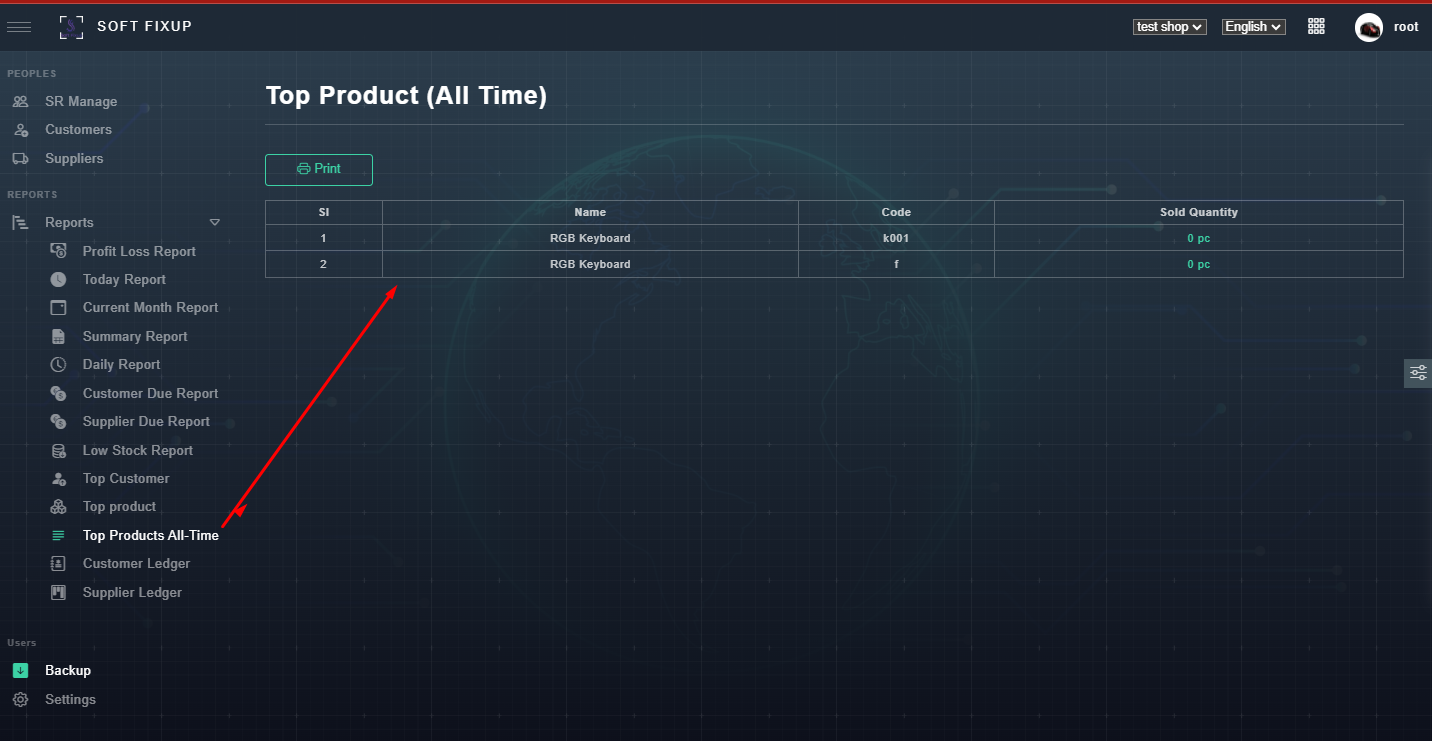 SOFT FIXUP
test shop
English
root
PEOPLES
SR Manage
Customers
Suppliers
REPORTS
Reports
Profit Loss Report
Today Report
Current Month Report
Summary Report
Daily Report
Customer Due Report
Supplier Due Report
Low Stock Report
Top Customer
Top product
Top Products All-Time
Customer Ledger
Supplier Ledger
Users
Backup
Settings
Top Product (All Time)
Print
Sl Name Code Sold Quantity
1 RGB Keyboard k001 0 pc
2 RGB Keyboard f 0 pc